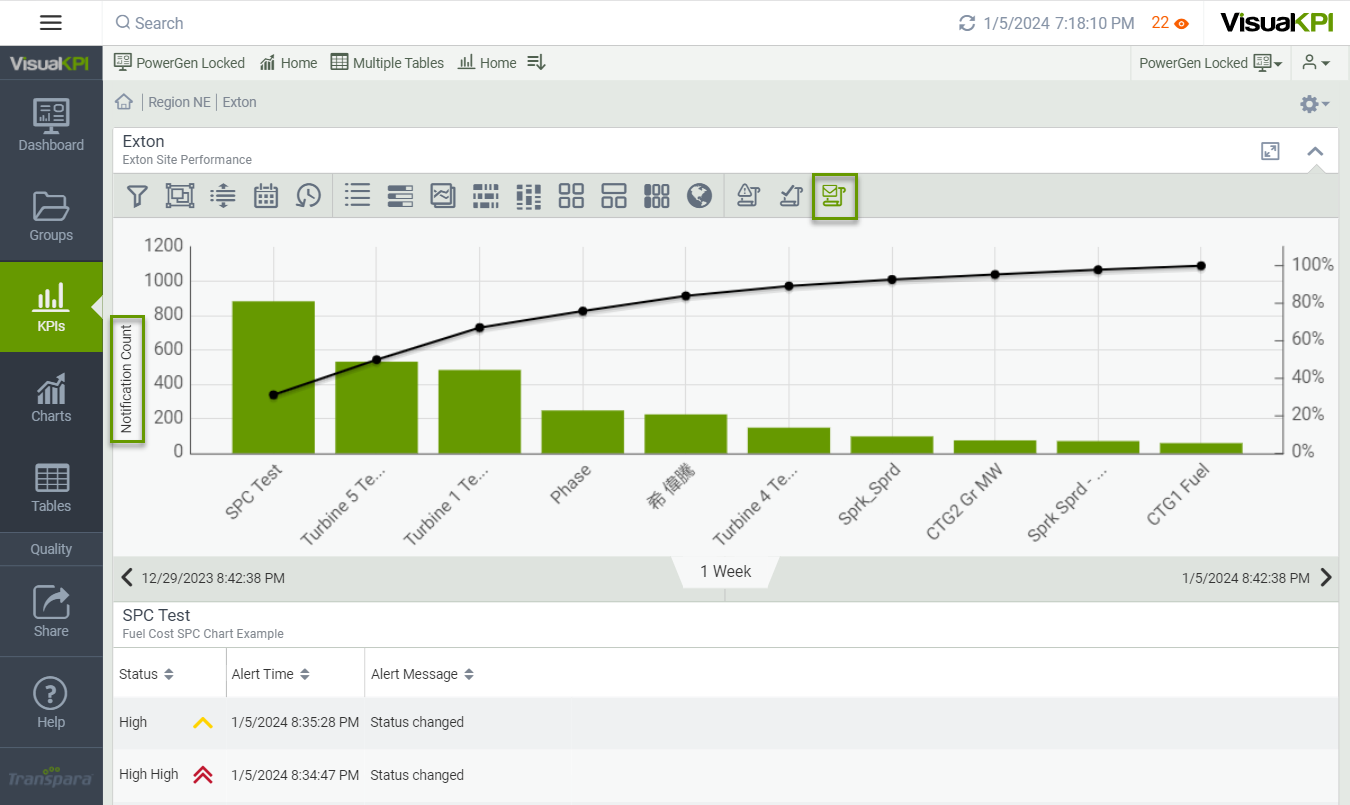 Search
1/5/2024 7:18:10 PM
22
VisualKPI
VisualKPI
PowerGen Locked
Home
Multiple Tables
Home
PowerGen Locked
Region NE
Exton
Dashboard
Groups
KPIs
Charts
Tables
Quality
Share
Help
Transpara
Exton
Exton Site Performance
Notification Count
1200
1000
800
600
400
200
0
100%
80%
60%
40%
20%
0%
SPC Test
Turbine 5 Te...
Turbine 1 Te...
Phase
希 偉騰
Turbine 4 Te...
Sprk_Sprd
CTG2 Gr MW
Sprk Sprd - ...
CTG1 Fuel
12/29/2023 8:42:38 PM
1 Week
1/5/2024 8:42:38 PM
SPC Test
Fuel Cost SPC Chart Example
Status Alert Time Alert Message
High 1/5/2024 8:35:28 PM Status changed
High High 1/5/2024 8:34:47 PM Status changed